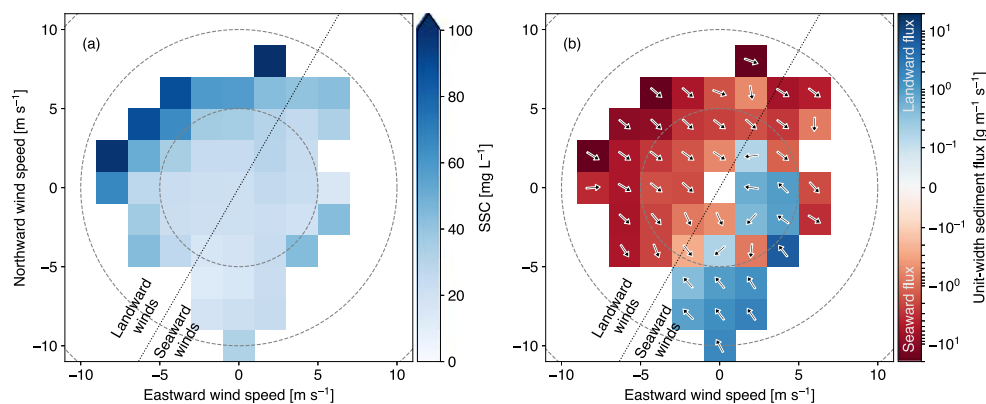 (a)
10
5
0
−5
−10
Northward wind speed [m s⁻¹]
−10
−5
0
5
10
Eastward wind speed [m s⁻¹]
Landward
winds
Seaward
winds
100
80
60
40
20
0
SSC [mg L⁻¹]
(b)
10
5
0
−5
−10
−10
−5
0
5
10
Eastward wind speed [m s⁻¹]
Landward
winds
Seaward
winds
Landward flux
Seaward flux
10¹
10⁰
10⁻¹
0
−10⁻¹
−10⁰
−10¹
Unit-width sediment flux [g m⁻¹ s⁻¹]